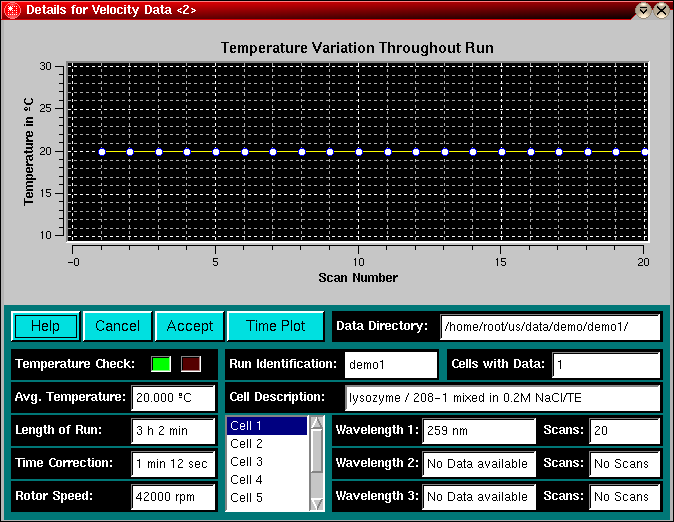 Details for Velocity Data <2>
Temperature Variation Throughout Run
30
25
20
15
10
Temperature in ºC
-0 5 10 15 20
Scan Number
Help Cancel Accept Time Plot Data Directory: /home/root/us/data/demo/demo1/
Temperature Check: Run Identification: demo1 Cells with Data: 1
Avg. Temperature: 20.000 ºC Cell Description: lysozyme / 208-1 mixed in 0.2M NaCl/TE
Length of Run: 3 h 2 min Cell 1 Wavelength 1: 259 nm Scans: 20
Cell 2
Time Correction: 1 min 12 sec Cell 3 Wavelength 2: No Data available Scans: No Scans
Cell 4
Rotor Speed: 42000 rpm Cell 5 Wavelength 3: No Data available Scans: No Scans